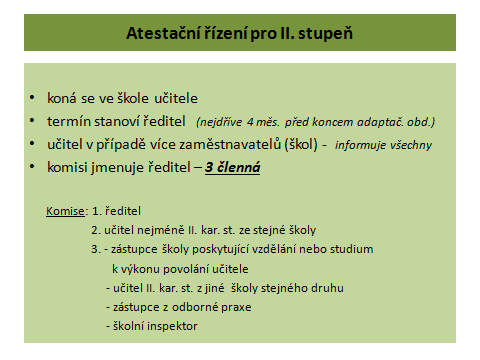 Atestační řízení pro II. stupeň
• koná se ve škole učitele
• termín stanoví ředitel (nejdříve 4 měs. před koncem adaptač. obd.)
• učitel v případě více zaměstnavatelů (škol) - informuje všechny
• komisi jmenuje ředitel – 3 členná
Komise: 1. ředitel
2. učitel nejméně II. kar. st. ze stejné školy
3. - zástupce školy poskytující vzdělání nebo studium
k výkonu povolání učitele
- učitel II. kar. st. z jiné školy stejného druhu
- zástupce z odborné praxe
- školní inspektor